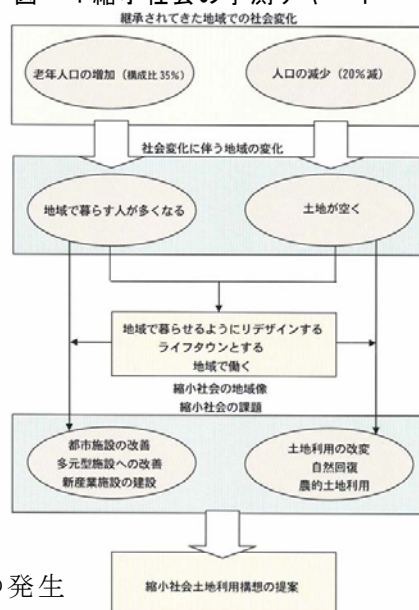 縮小社会の予測チャート
継承されてきた地域での社会変化
老年人口の増加（構成比35%）
人口の減少（20%減）
社会変化に伴う地域の変化
地域で暮らす人が多くなる
土地が空く
地域で暮らせるようにリデザインする
ライフタウンとする
地域で働く
縮小社会の地域像
縮小社会の課題
都市施設の改善
多元型施設への改善
新産業施設の建設
土地利用の改変
自然回復
農的土地利用
の発生
縮小社会土地利用構想の提案